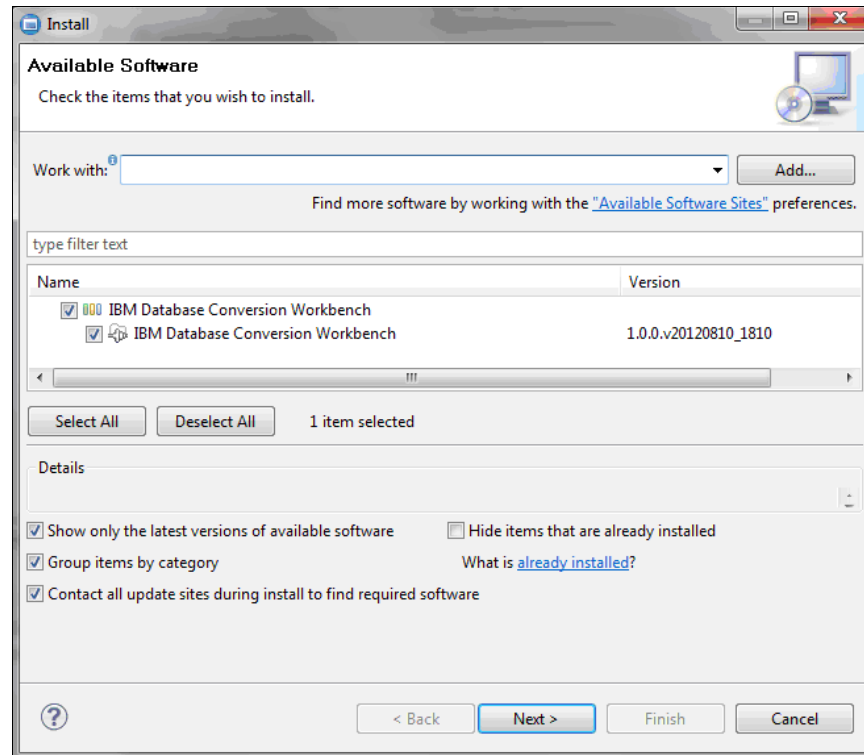 Install
Available Software
Check the items that you wish to install.
Work with:
Add...
Find more software by working with the "Available Software Sites" preferences.
type filter text
Name Version
IBM Database Conversion Workbench
IBM Database Conversion Workbench 1.0.0.v20120810_1810
Select All Deselect All 1 item selected
Details
Show only the latest versions of available software Hide items that are already installed
Group items by category What is already installed?
Contact all update sites during install to find required software
? < Back Next > Finish Cancel